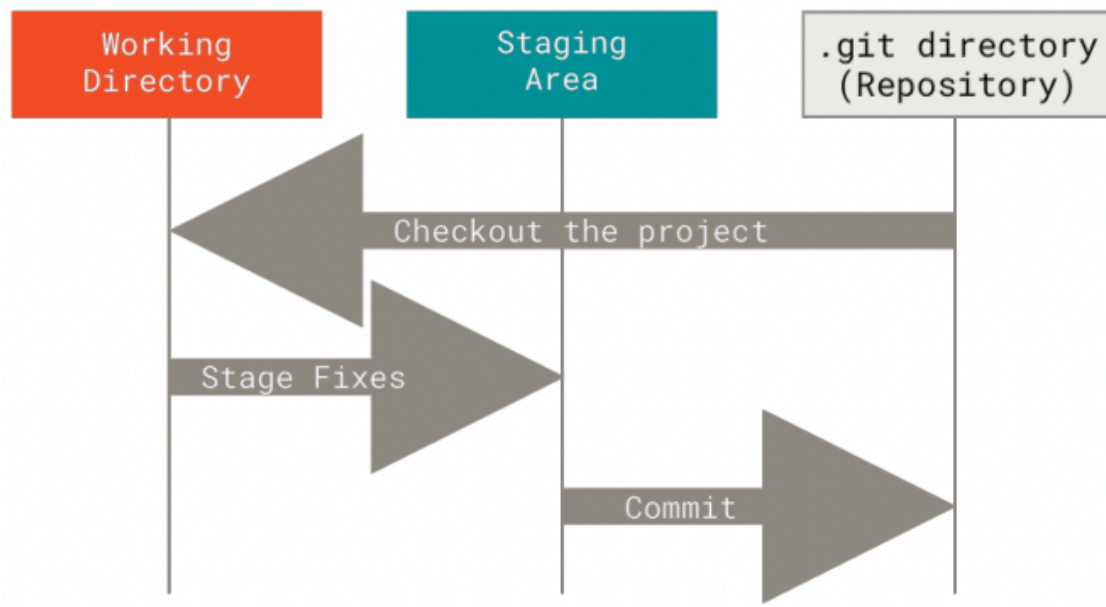 Working
Directory
Staging
Area
.git directory
(Repository)
Checkout the project
Stage Fixes
Commit